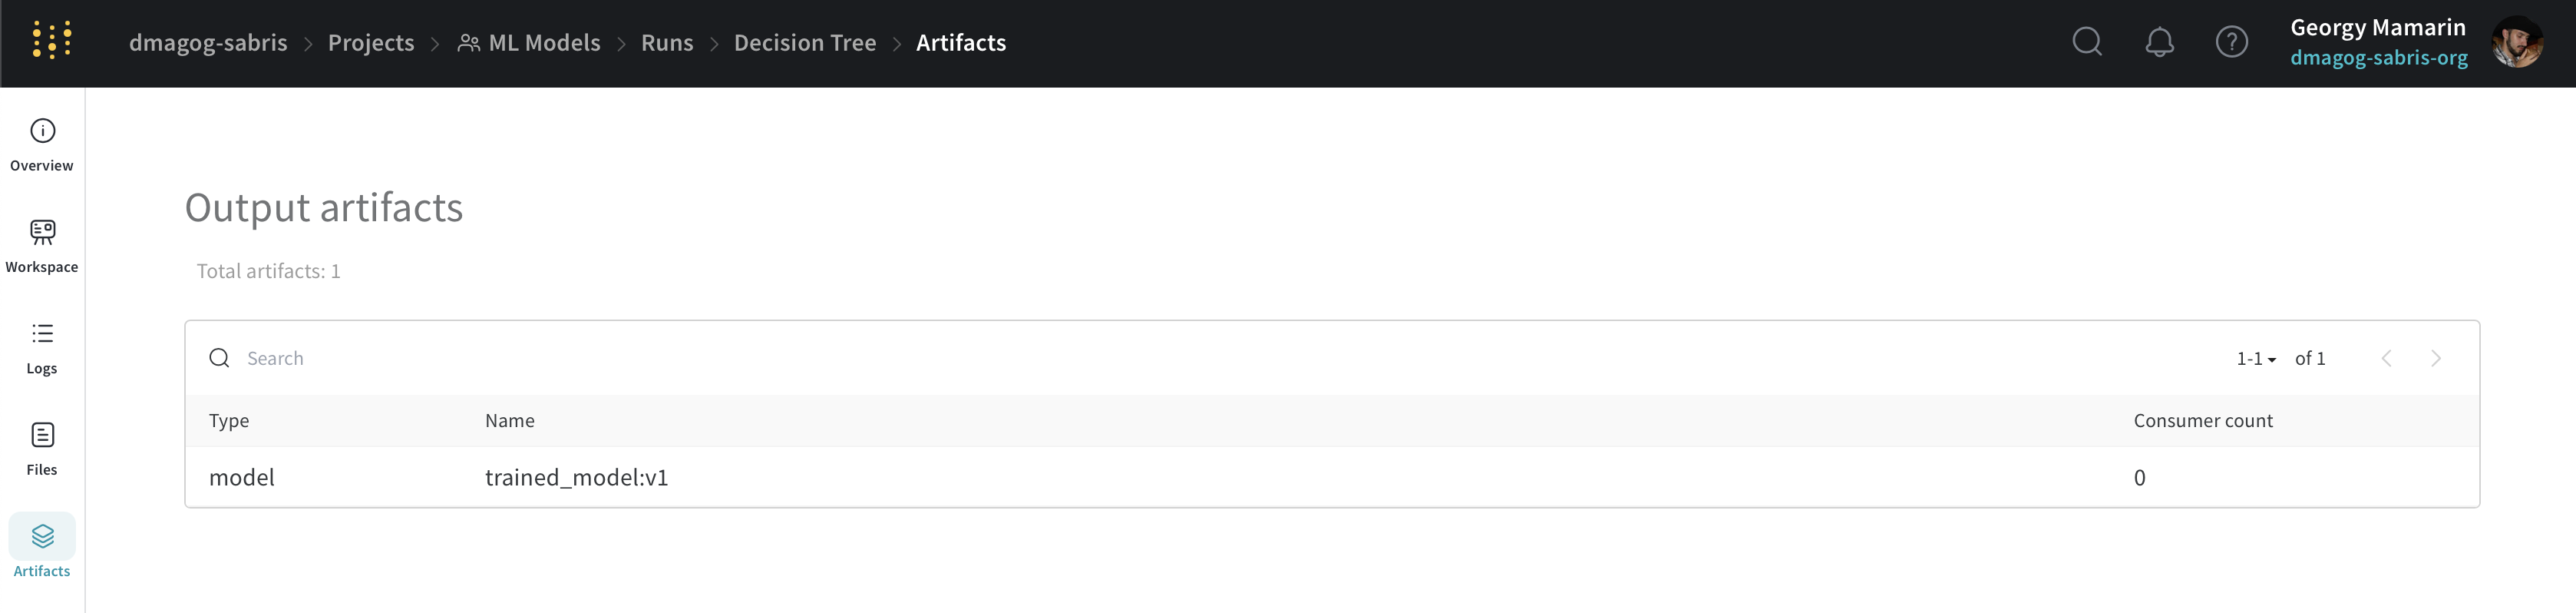 dmagog-sabris > Projects > ML Models > Runs > Decision Tree > Artifacts
Georgy Mamarin
dmagog-sabris-org
Overview
Workspace
Logs
Files
Artifacts
Output artifacts
Total artifacts: 1
Search
1-1 of 1
Type Name Consumer count
model trained_model:v1 0